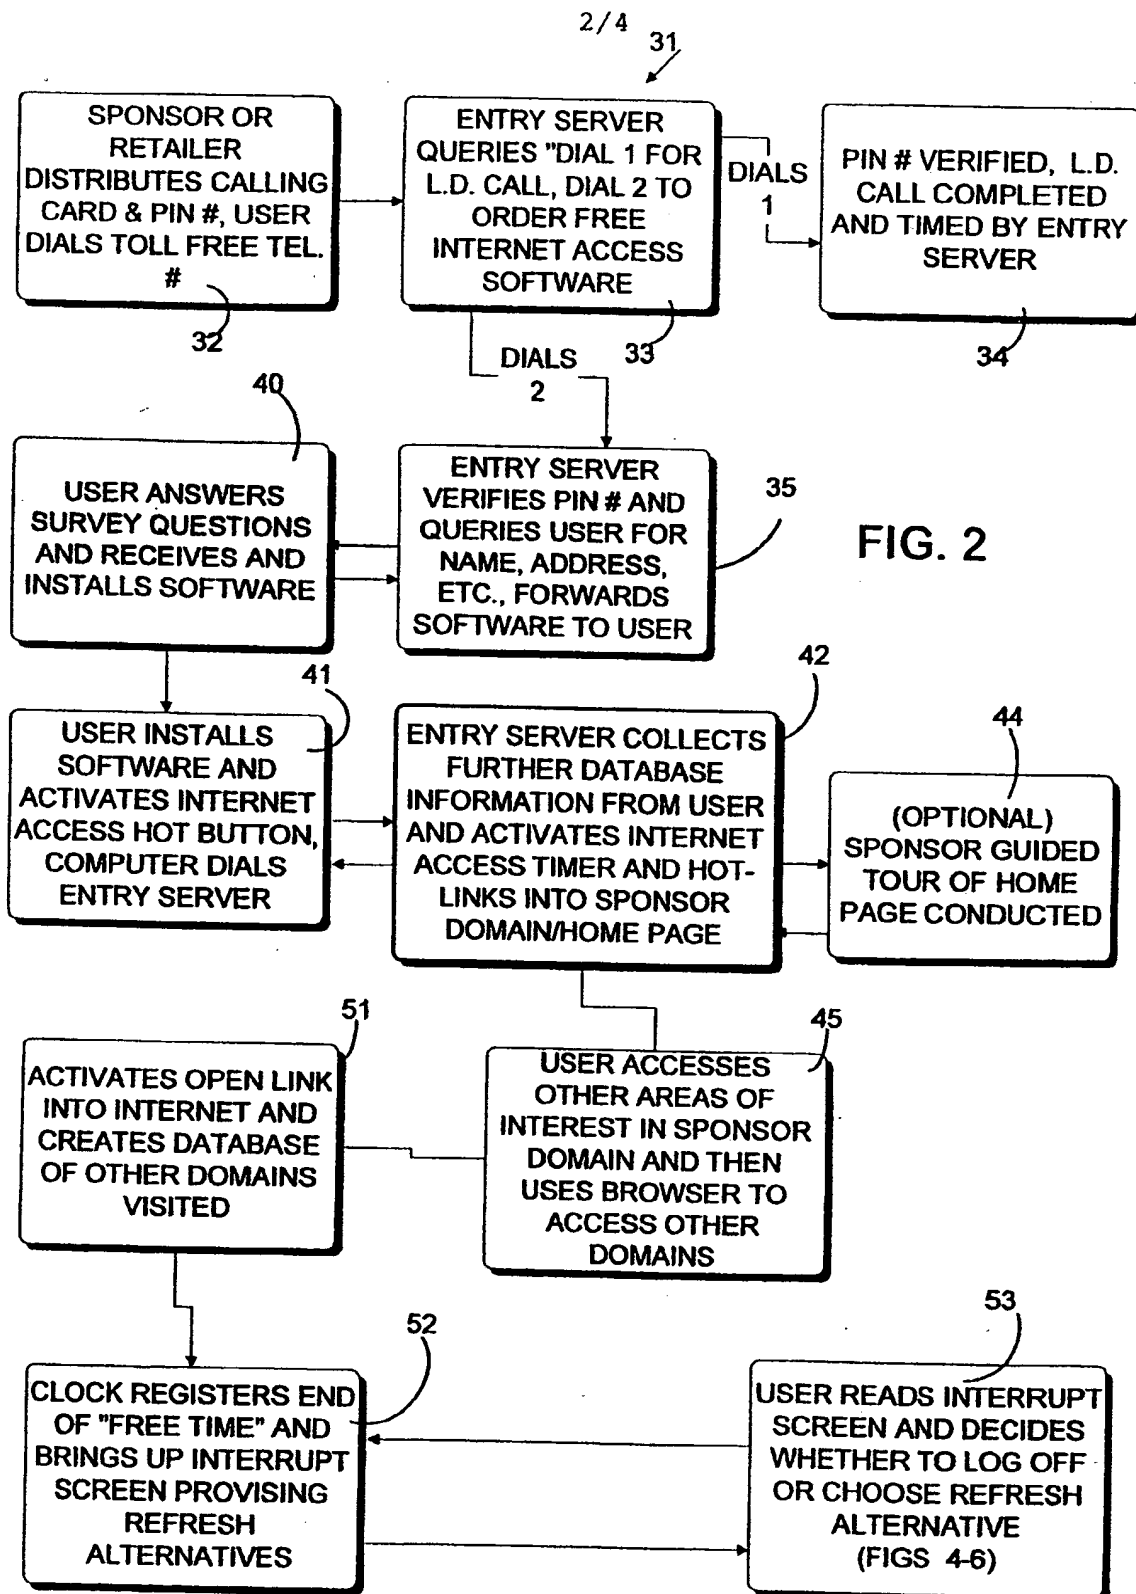 2/4
31
SPONSOR OR
RETAILER
DISTRIBUTES CALLING
CARD & PIN #, USER
DIALS TOLL FREE TEL.
#
32
ENTRY SERVER
QUERIES "DIAL 1 FOR
L.D. CALL, DIAL 2 TO
ORDER FREE
INTERNET ACCESS
SOFTWARE
33
DIALS
1
PIN # VERIFIED, L.D.
CALL COMPLETED
AND TIMED BY ENTRY
SERVER
34
DIALS
2
40
USER ANSWERS
SURVEY QUESTIONS
AND RECEIVES AND
INSTALLS SOFTWARE
ENTRY SERVER
VERIFIES PIN # AND
QUERIES USER FOR
NAME, ADDRESS,
ETC., FORWARDS
SOFTWARE TO USER
35
FIG. 2
41
USER INSTALLS
SOFTWARE AND
ACTIVATES INTERNET
ACCESS HOT BUTTON,
COMPUTER DIALS
ENTRY SERVER
42
ENTRY SERVER COLLECTS
FURTHER DATABASE
INFORMATION FROM USER
AND ACTIVATES INTERNET
ACCESS TIMER AND HOT-
LINKS INTO SPONSOR
DOMAIN/HOME PAGE
44
(OPTIONAL)
SPONSOR GUIDED
TOUR OF HOME
PAGE CONDUCTED
51
ACTIVATES OPEN LINK
INTO INTERNET AND
CREATES DATABASE
OF OTHER DOMAINS
VISITED
45
USER ACCESSES
OTHER AREAS OF
INTEREST IN SPONSOR
DOMAIN AND THEN
USES BROWSER TO
ACCESS OTHER
DOMAINS
52
CLOCK REGISTERS END
OF "FREE TIME" AND
BRINGS UP INTERRUPT
SCREEN PROVISING
REFRESH
ALTERNATIVES
53
USER READS INTERRUPT
SCREEN AND DECIDES
WHETHER TO LOG OFF
OR CHOOSE REFRESH
ALTERNATIVE
(FIGS 4-6)